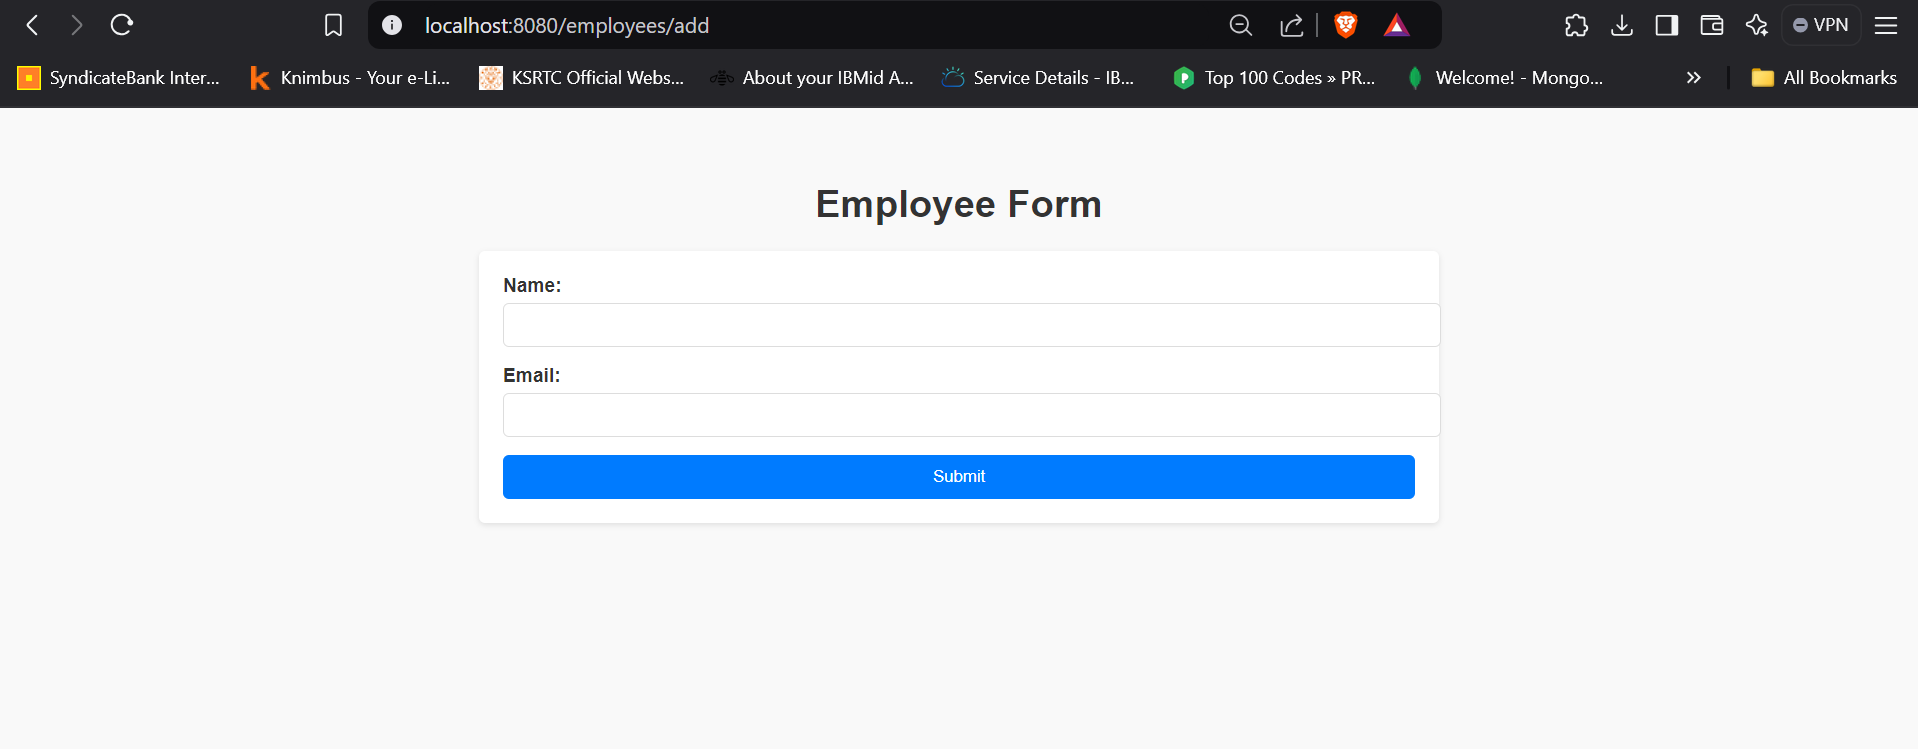 localhost:8080/employees/add
VPN
SyndicateBank Inter...
Knimbus - Your e-Li...
KSRTC Official Webs...
About your IBMid A...
Service Details - IB...
Top 100 Codes » PR...
Welcome! - Mongo...
All Bookmarks
Employee Form
Name:
Email:
Submit